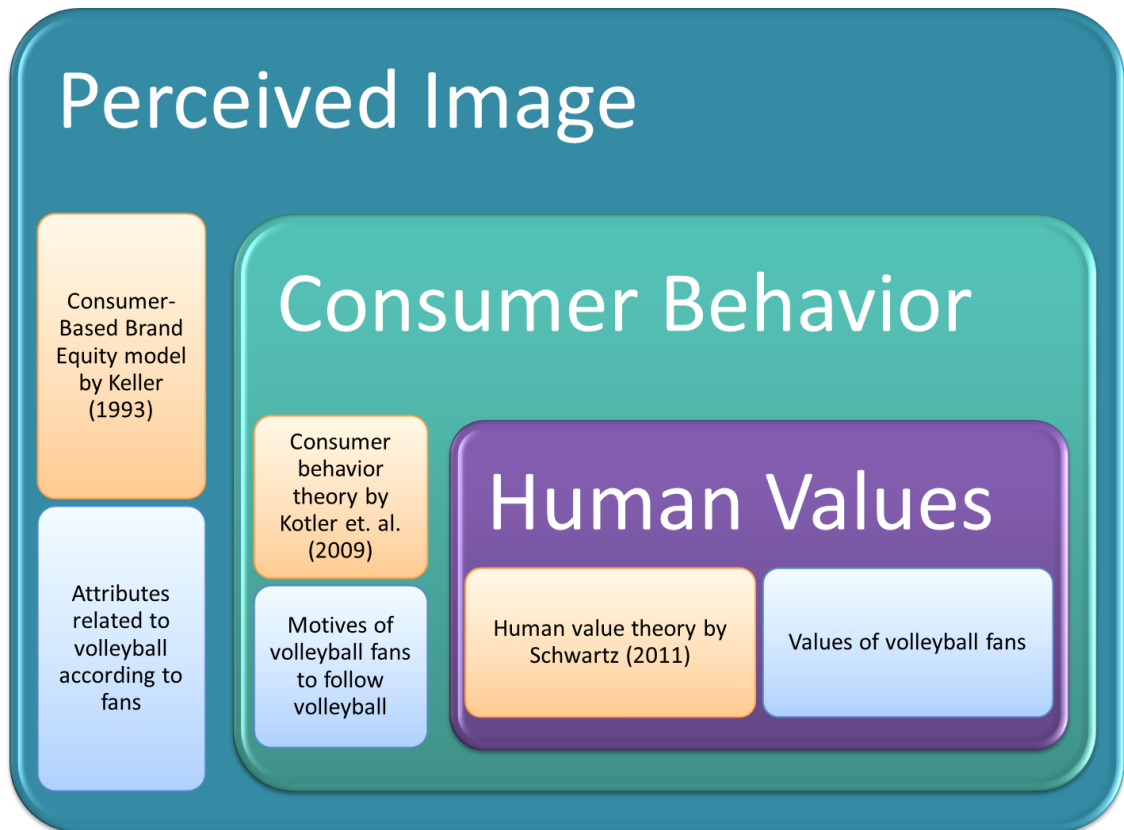 Perceived Image
Consumer-
Based Brand
Equity model
by Keller
(1993)
Attributes
related to
volleyball
according to
fans
Consumer Behavior
Consumer
behavior
theory by
Kotler et. al.
(2009)
Motives of
volleyball fans
to follow
volleyball
Human Values
Human value theory by
Schwartz (2011)
Values of volleyball fans